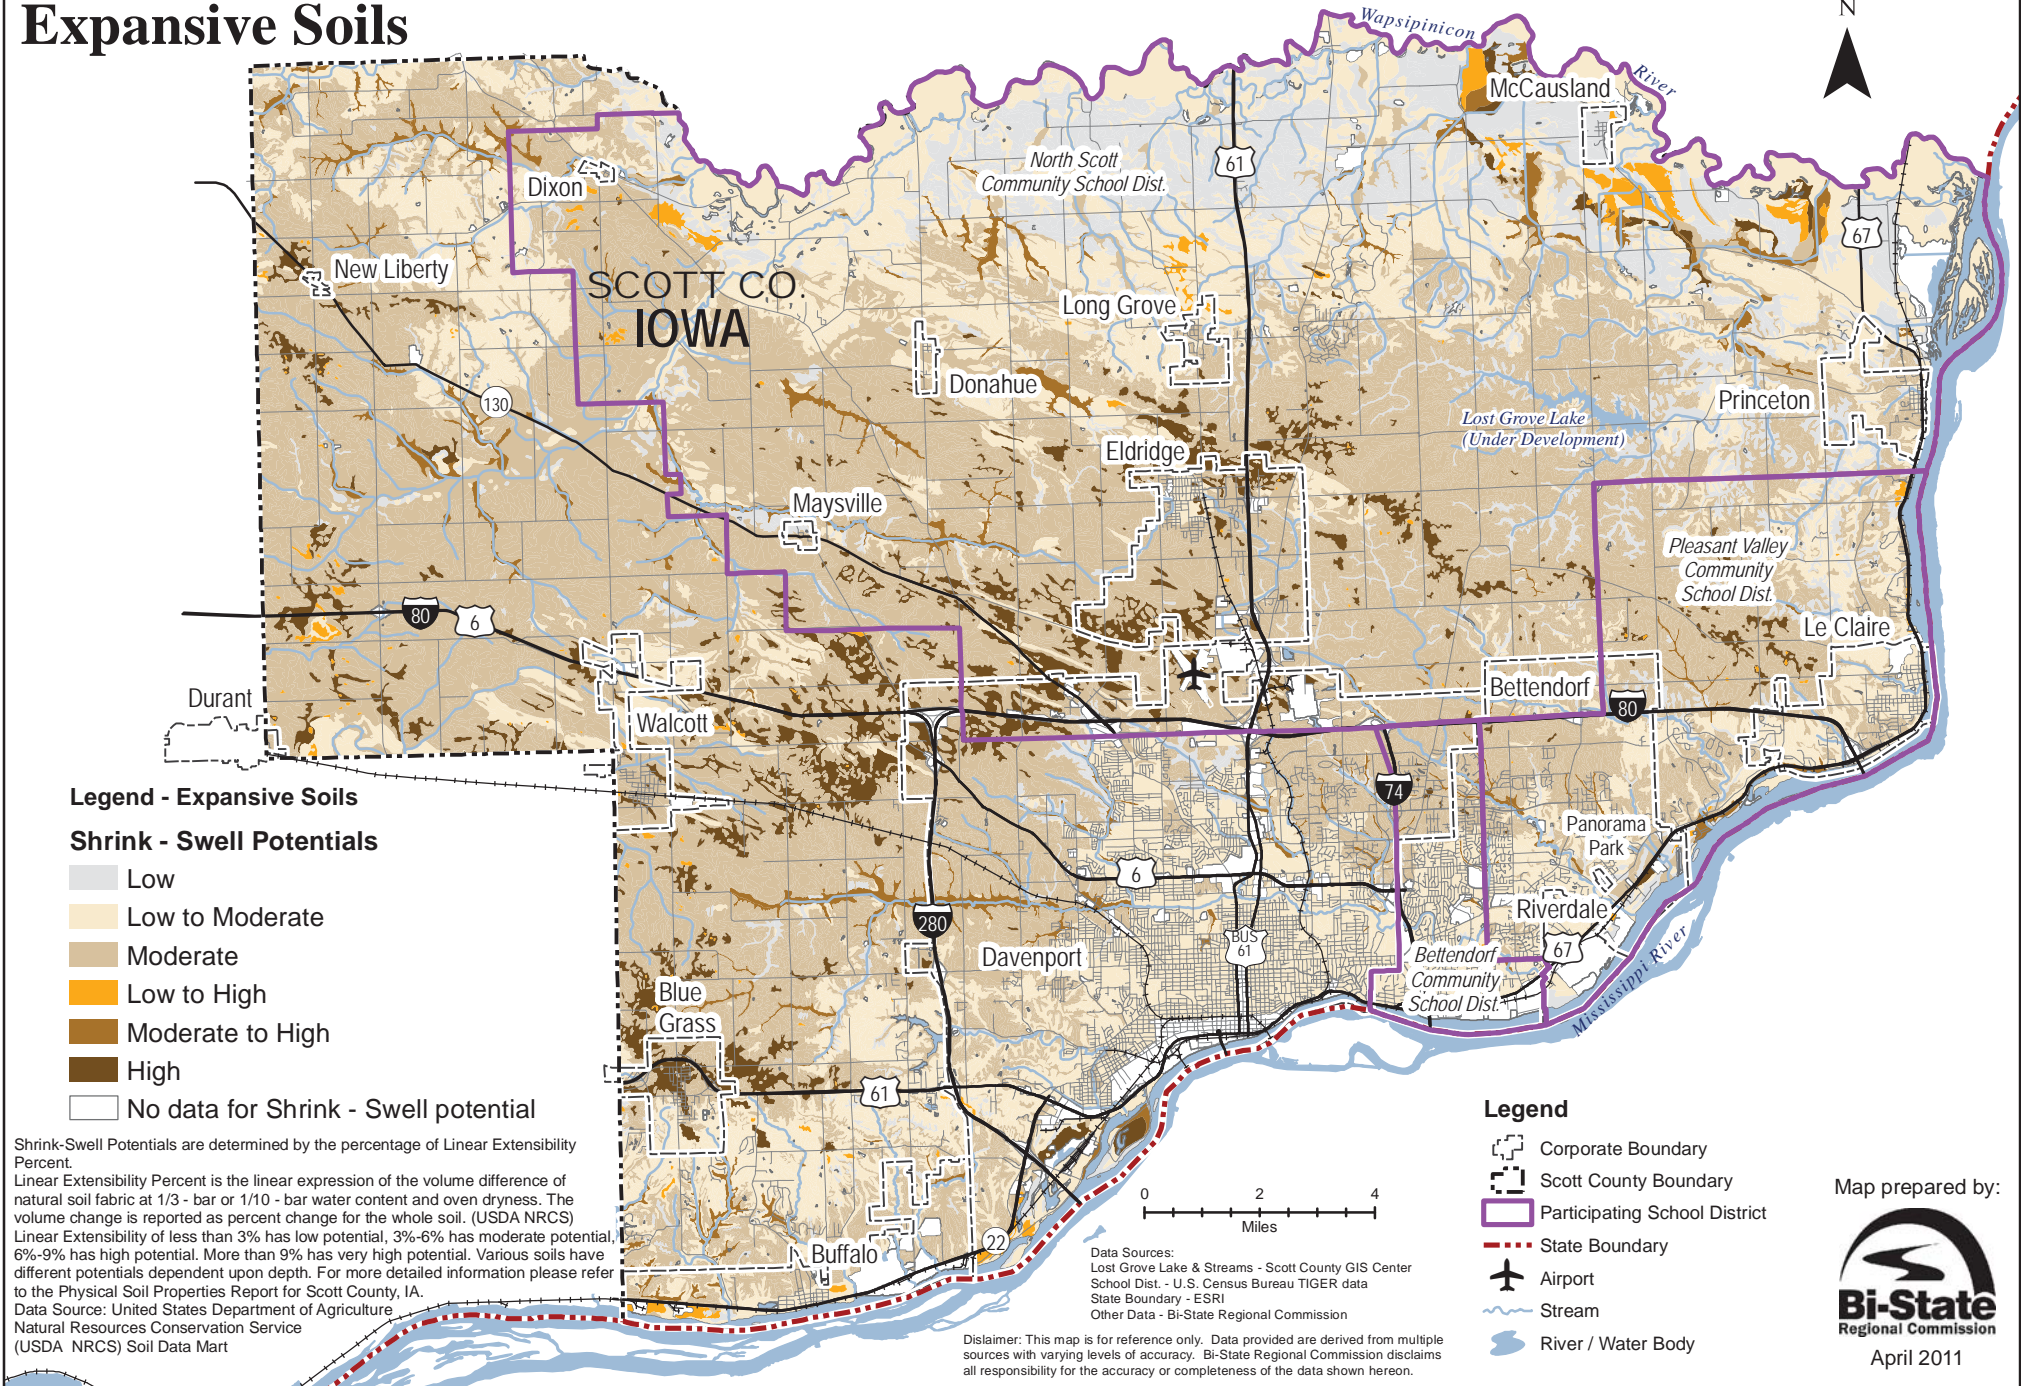 Expansive Soils
N
Wapsipinicon
River
McCausland
North Scott
Community School Dist.
61
67
Dixon
New Liberty
SCOTT CO.
IOWA
Long Grove
Donahue
130
Princeton
Lost Grove Lake
(Under Development)
Eldridge
Maysville
Pleasant Valley
Community
School Dist.
80
6
Le Claire
Durant
Walcott
Bettendorf
80
74
Panorama
Park
6
280
Riverdale
BUS
61
67
Davenport
Bettendorf
Community
School Dist.
Mississippi River
Blue
Grass
61
22
Buffalo
Legend - Expansive Soils
Shrink - Swell Potentials
Low
Low to Moderate
Moderate
Low to High
Moderate to High
High
No data for Shrink - Swell potential
Shrink-Swell Potentials are determined by the percentage of Linear Extensibility
Percent.
Linear Extensibility Percent is the linear expression of the volume difference of
natural soil fabric at 1/3 - bar or 1/10 - bar water content and oven dryness. The
volume change is reported as percent change for the whole soil. (USDA NRCS)
Linear Extensibility of less than 3% has low potential, 3%-6% has moderate potential,
6%-9% has high potential. More than 9% has very high potential. Various soils have
different potentials dependent upon depth. For more detailed information please refer
to the Physical Soil Properties Report for Scott County, IA.
Data Source: United States Department of Agriculture
Natural Resources Conservation Service
(USDA NRCS) Soil Data Mart
0 2 4
Miles
Data Sources:
Lost Grove Lake & Streams - Scott County GIS Center
School Dist. - U.S. Census Bureau TIGER data
State Boundary - ESRI
Other Data - Bi-State Regional Commission
Dislaimer: This map is for reference only. Data provided are derived from multiple
sources with varying levels of accuracy. Bi-State Regional Commission disclaims
all responsibility for the accuracy or completeness of the data shown hereon.
Legend
Corporate Boundary
Scott County Boundary
Participating School District
State Boundary
Airport
Stream
River / Water Body
Map prepared by:
Bi-State
Regional Commission
April 2011